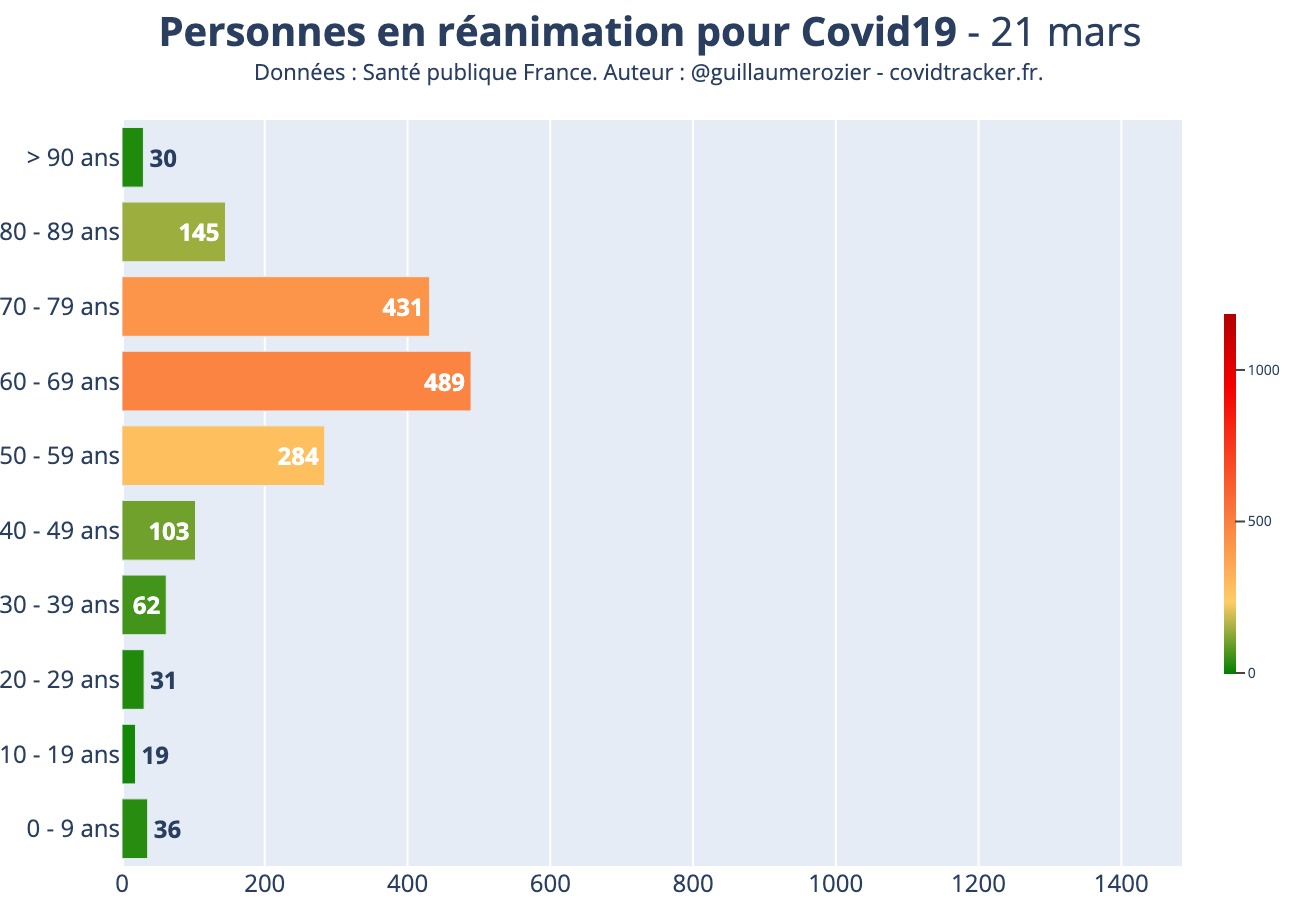 Personnes en réanimation pour Covid19 - 21 mars
Données : Santé publique France. Auteur : @guillaumerozier - covidtracker.fr.
> 90 ans 30
80 - 89 ans 145
70 - 79 ans 431
60 - 69 ans 489
50 - 59 ans 284
40 - 49 ans 103
30 - 39 ans 62
20 - 29 ans 31
10 - 19 ans 19
0 - 9 ans 36
0 200 400 600 800 1000 1200 1400
1000
500
0